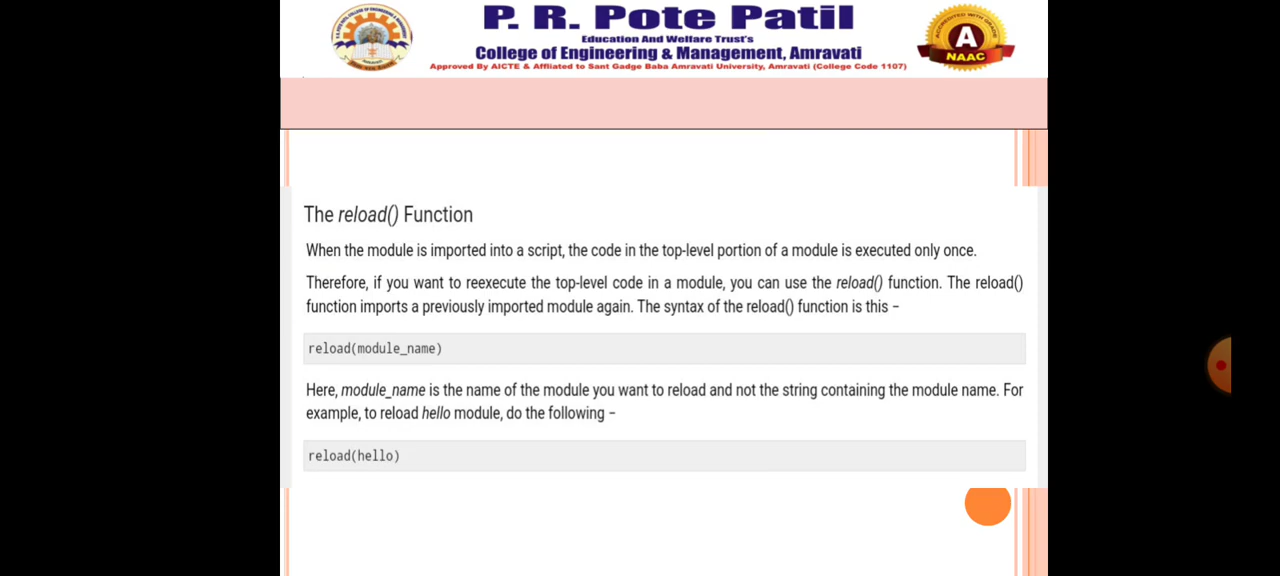 P. R. Pote Patil
Education And Welfare Trust's
College of Engineering & Management, Amravati
Approved By AICTE & Affliated to Sant Gadge Baba Amravati University, Amravati (College Code 1107)
ACCREDITED WITH GRADE
A
NAAC
The reload() Function
When the module is imported into a script, the code in the top-level portion of a module is executed only once.
Therefore, if you want to reexecute the top-level code in a module, you can use the reload() function. The reload()
function imports a previously imported module again. The syntax of the reload() function is this −
reload(module_name)
Here, module_name is the name of the module you want to reload and not the string containing the module name. For
example, to reload hello module, do the following −
reload(hello)